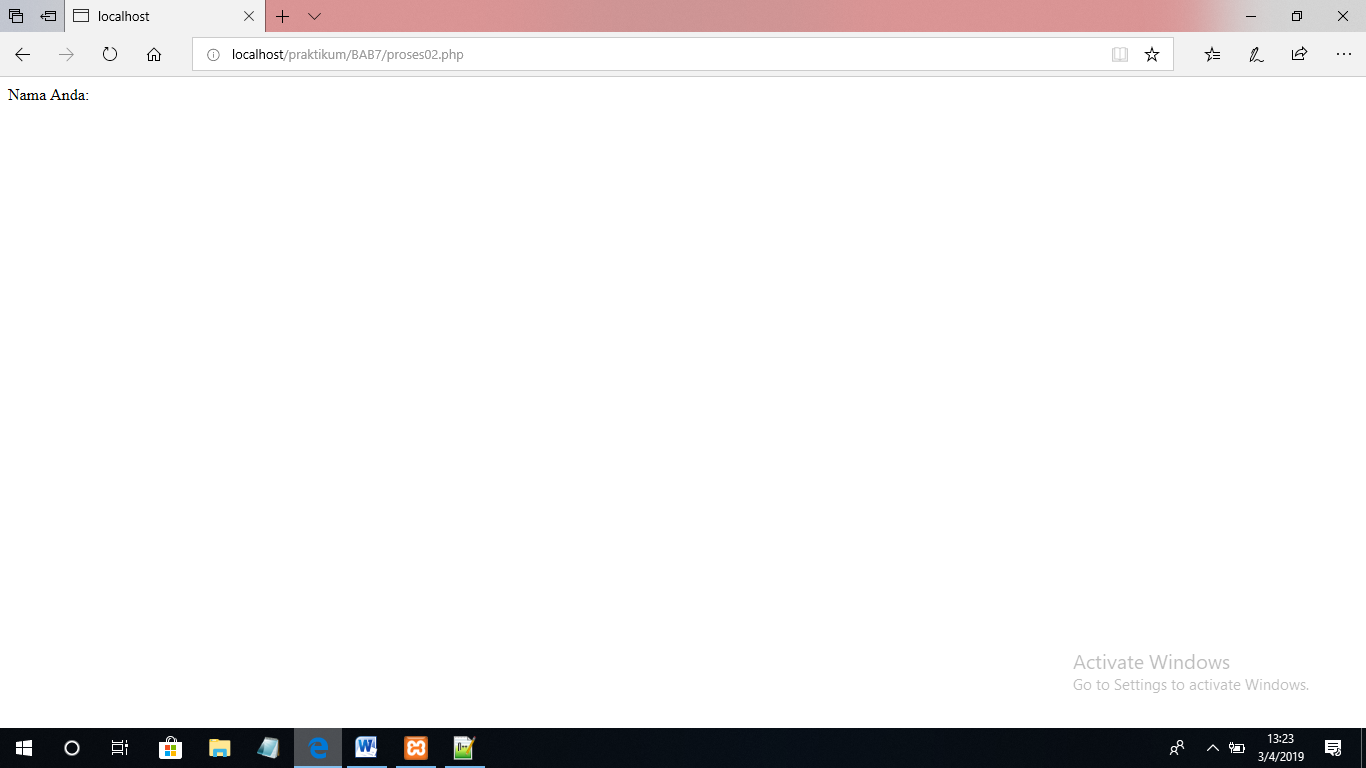 localhost
localhost/praktikum/BAB7/proses02.php
Nama Anda:
Activate Windows
Go to Settings to activate Windows.
13:23
3/4/2019